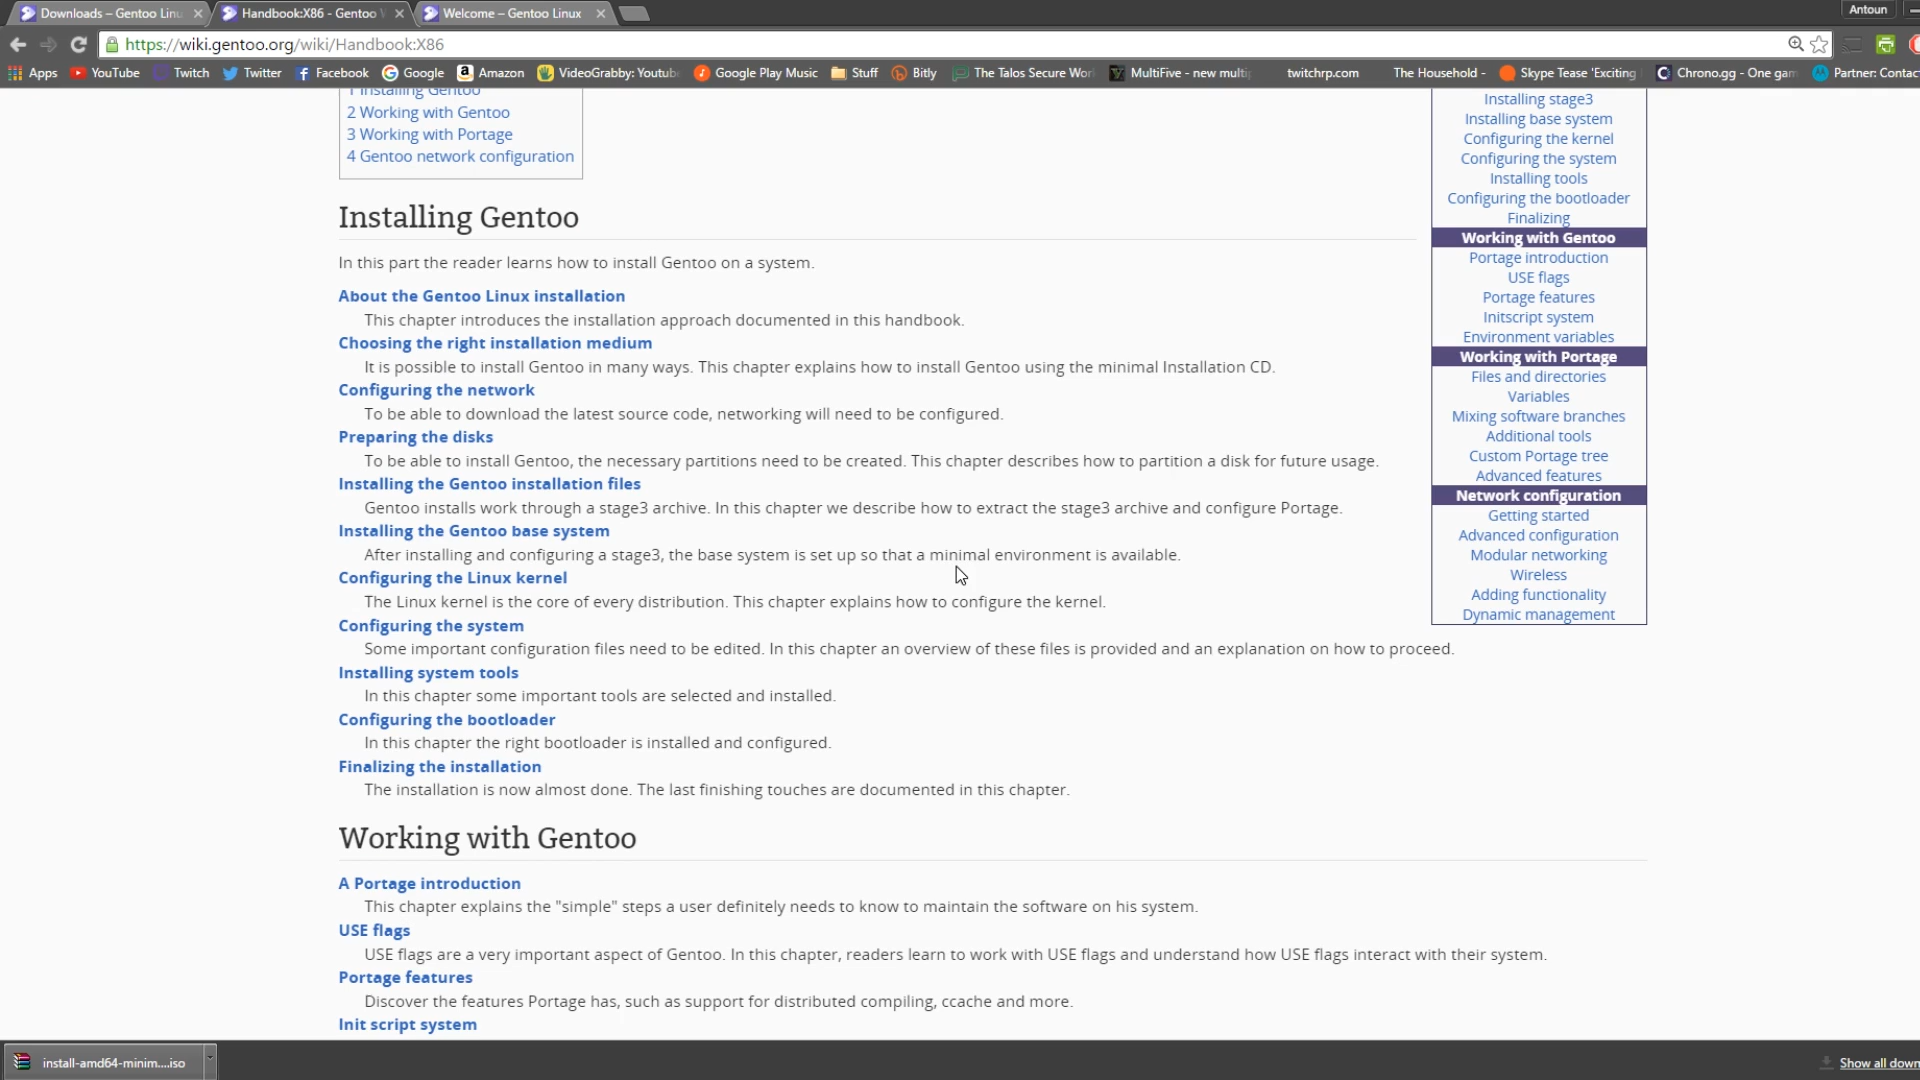 Downloads – Gentoo Linu
Handbook:X86 - Gentoo
Welcome – Gentoo Linux
Antoun
https://wiki.gentoo.org/wiki/Handbook:X86
Apps YouTube Twitch Twitter Facebook Google Amazon VideoGrabby: Youtube Google Play Music Stuff Bitly The Talos Secure Wor MultiFive - new multip twitchrp.com The Household - Skype Tease 'Exciting Chrono.gg - One gam Partner: Contac
1 Installing Gentoo
2 Working with Gentoo
3 Working with Portage
4 Gentoo network configuration
Installing Gentoo
In this part the reader learns how to install Gentoo on a system.
About the Gentoo Linux installation
This chapter introduces the installation approach documented in this handbook.
Choosing the right installation medium
It is possible to install Gentoo in many ways. This chapter explains how to install Gentoo using the minimal Installation CD.
Configuring the network
To be able to download the latest source code, networking will need to be configured.
Preparing the disks
To be able to install Gentoo, the necessary partitions need to be created. This chapter describes how to partition a disk for future usage.
Installing the Gentoo installation files
Gentoo installs work through a stage3 archive. In this chapter we describe how to extract the stage3 archive and configure Portage.
Installing the Gentoo base system
After installing and configuring a stage3, the base system is set up so that a minimal environment is available.
Configuring the Linux kernel
The Linux kernel is the core of every distribution. This chapter explains how to configure the kernel.
Configuring the system
Some important configuration files need to be edited. In this chapter an overview of these files is provided and an explanation on how to proceed.
Installing system tools
In this chapter some important tools are selected and installed.
Configuring the bootloader
In this chapter the right bootloader is installed and configured.
Finalizing the installation
The installation is now almost done. The last finishing touches are documented in this chapter.
Working with Gentoo
A Portage introduction
This chapter explains the "simple" steps a user definitely needs to know to maintain the software on his system.
USE flags
USE flags are a very important aspect of Gentoo. In this chapter, readers learn to work with USE flags and understand how USE flags interact with their system.
Portage features
Discover the features Portage has, such as support for distributed compiling, ccache and more.
Init script system
Installing stage3
Installing base system
Configuring the kernel
Configuring the system
Installing tools
Configuring the bootloader
Finalizing
Working with Gentoo
Portage introduction
USE flags
Portage features
Initscript system
Environment variables
Working with Portage
Files and directories
Variables
Mixing software branches
Additional tools
Custom Portage tree
Advanced features
Network configuration
Getting started
Advanced configuration
Modular networking
Wireless
Adding functionality
Dynamic management
install-amd64-minim....iso
Show all down